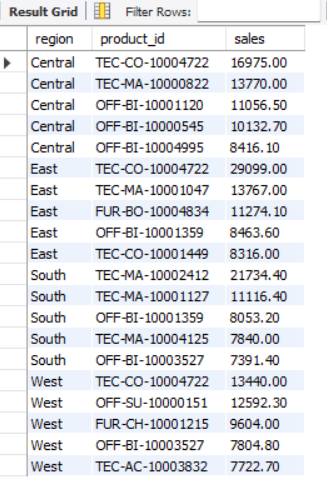 Result Grid Filter Rows:
region product_id sales
Central TEC-CO-10004722 16975.00
Central TEC-MA-10000822 13770.00
Central OFF-BI-10001120 11056.50
Central OFF-BI-10000545 10132.70
Central OFF-BI-10004995 8416.10
East TEC-CO-10004722 29099.00
East TEC-MA-10001047 13767.00
East FUR-BO-10004834 11274.10
East OFF-BI-10001359 8463.60
East TEC-CO-10001449 8316.00
South TEC-MA-10002412 21734.40
South TEC-MA-10001127 11116.40
South OFF-BI-10001359 8053.20
South TEC-MA-10004125 7840.00
South OFF-BI-10003527 7391.40
West TEC-CO-10004722 13440.00
West OFF-SU-10000151 12592.30
West FUR-CH-10001215 9604.00
West OFF-BI-10003527 7804.80
West TEC-AC-10003832 7722.70